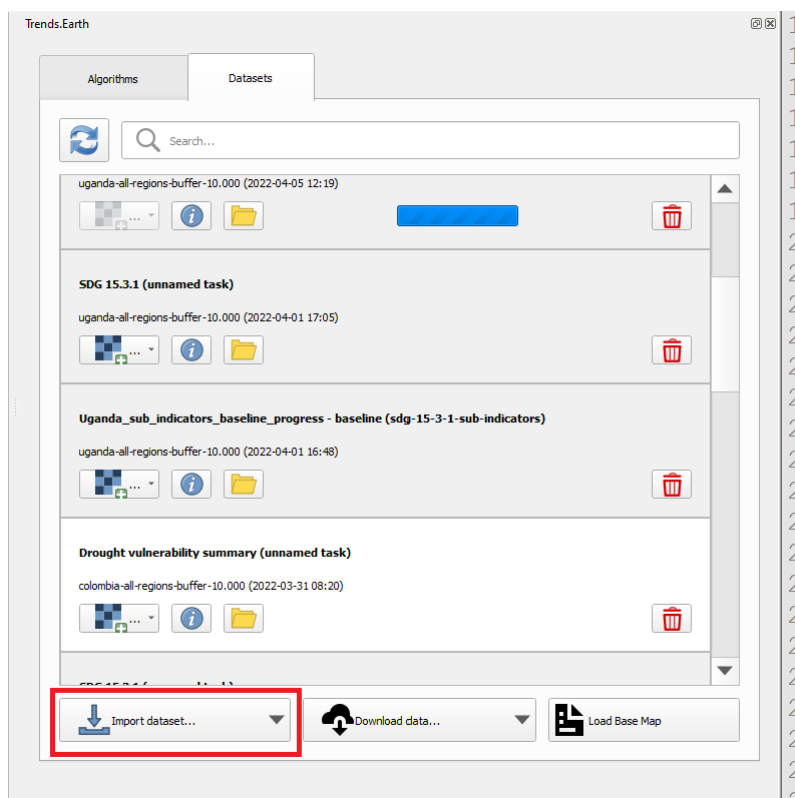 Trends.Earth
Algorithms
Datasets
Search...
uganda-all-regions-buffer-10.000 (2022-04-05 12:19)
...
SDG 15.3.1 (unnamed task)
uganda-all-regions-buffer-10.000 (2022-04-01 17:05)
...
Uganda_sub_indicators_baseline_progress - baseline (sdg-15-3-1-sub-indicators)
uganda-all-regions-buffer-10.000 (2022-04-01 16:48)
...
Drought vulnerability summary (unnamed task)
colombia-all-regions-buffer-10.000 (2022-03-31 08:20)
...
Import dataset...
Download data...
Load Base Map